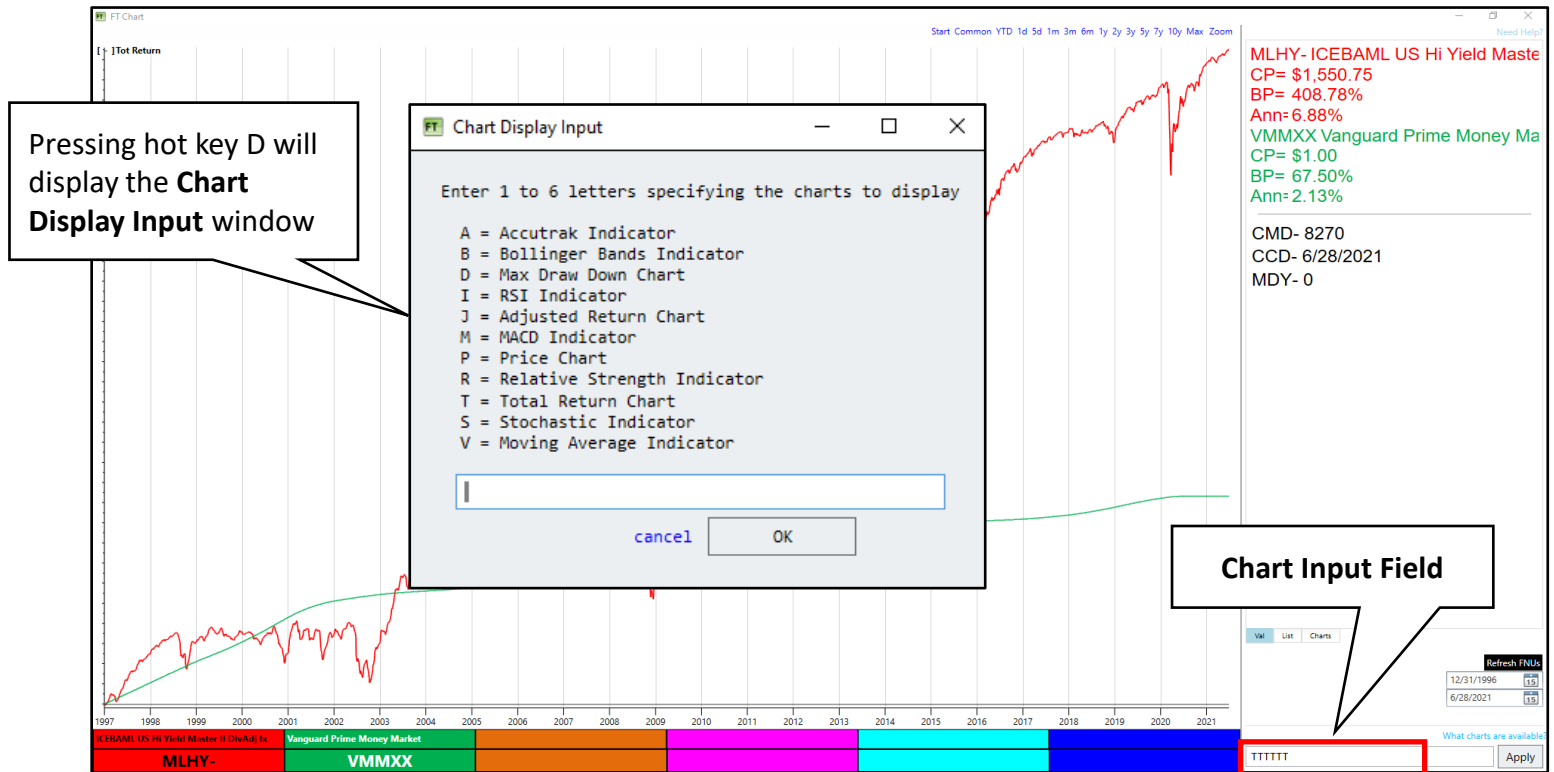 FT Chart
Start Common YTD 1d 5d 1m 3m 6m 1y 2y 3y 5y 7y 10y Max Zoom
Need Help?
[ - ]Tot Return
MLHY- ICEBAML US Hi Yield Maste
CP= $1,550.75
BP= 408.78%
Ann= 6.88%
VMMXX Vanguard Prime Money Ma
CP= $1.00
BP= 67.50%
Ann= 2.13%
CMD- 8270
CCD- 6/28/2021
MDY- 0
Pressing hot key D will
display the Chart
Display Input window
FT Chart Display Input
Enter 1 to 6 letters specifying the charts to display
A = Accutrak Indicator
B = Bollinger Bands Indicator
D = Max Draw Down Chart
I = RSI Indicator
J = Adjusted Return Chart
M = MACD Indicator
P = Price Chart
R = Relative Strength Indicator
T = Total Return Chart
S = Stochastic Indicator
V = Moving Average Indicator
cancel OK
Chart Input Field
Val List Charts
Refresh FNUs
12/31/1996 15
6/28/2021 15
1997 1998 1999 2000 2001 2002 2003 2004 2005 2006 2007 2008 2009 2010 2011 2012 2013 2014 2015 2016 2017 2018 2019 2020 2021
ICEBAML US Hi Yield Master II DivAdj Ix Vanguard Prime Money Market
What charts are available?
MLHY- VMMXX
TTTTTT Apply